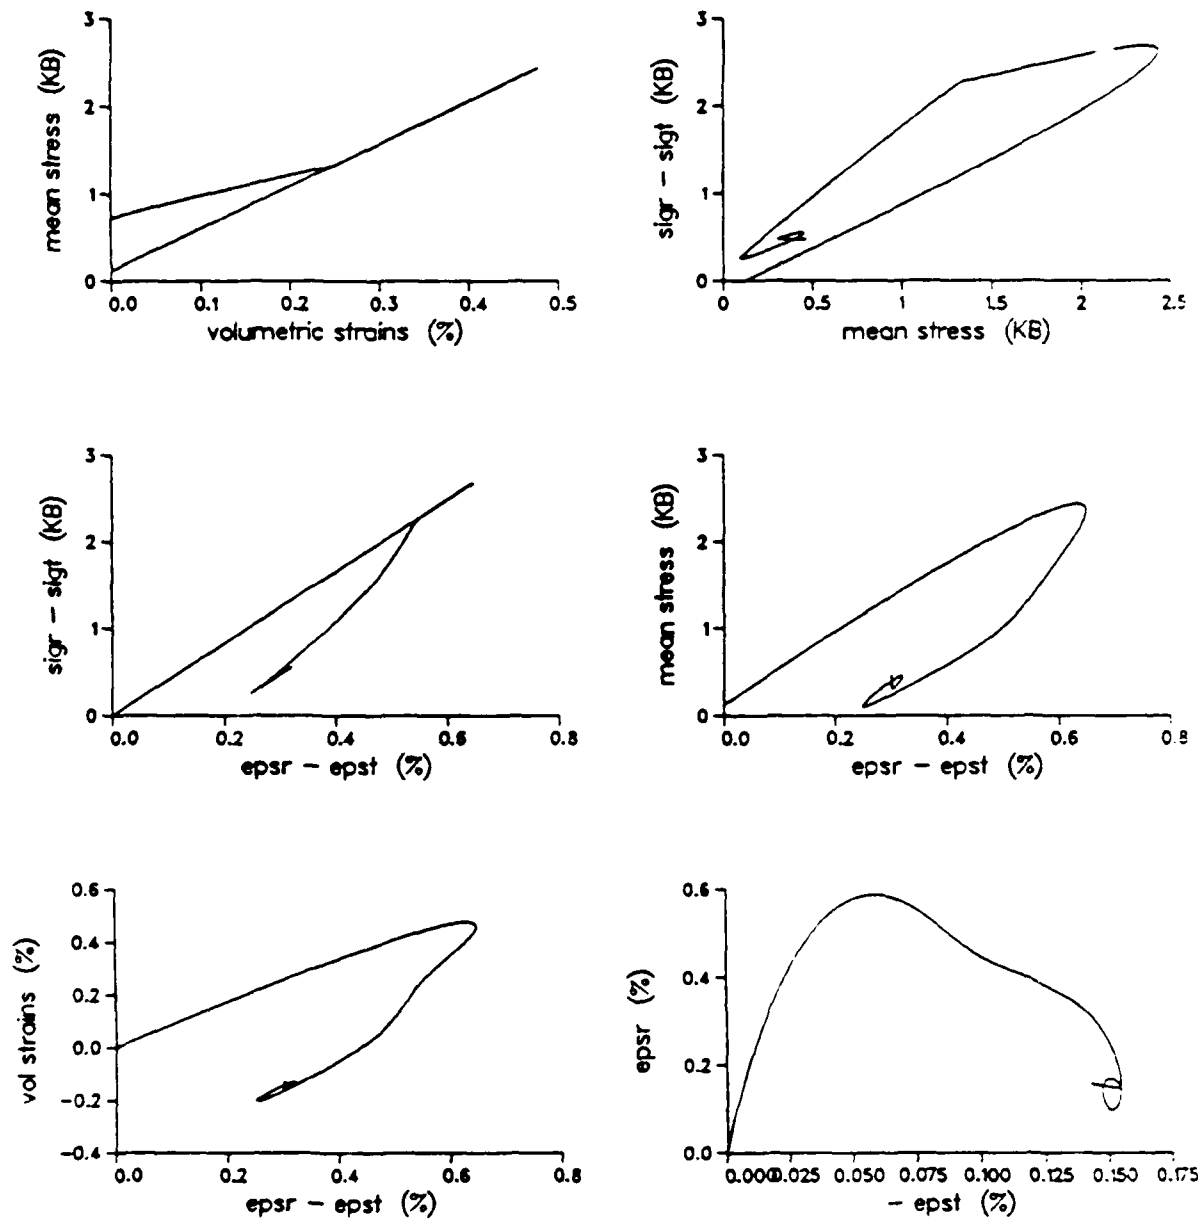 mean stress (KB)
3
2
1
0
0.0 0.1 0.2 0.3 0.4 0.5
volumetric strains (%)
sigr - sigt (KB)
3
2
1
0
0 0.5 1 1.5 2 2.5
mean stress (KB)
sigr - sigt (KB)
3
2
1
0
0.0 0.2 0.4 0.6 0.8
epsr - epst (%)
mean stress (KB)
3
2
1
0
0.0 0.2 0.4 0.6 0.8
epsr - epst (%)
vol strains (%)
0.6
0.4
0.2
0.0
-0.2
-0.4
0.0 0.2 0.4 0.6 0.8
epsr - epst (%)
epsr (%)
0.6
0.4
0.2
0.0
0.000 0.025 0.050 0.075 0.100 0.125 0.150 0.175
- epst (%)